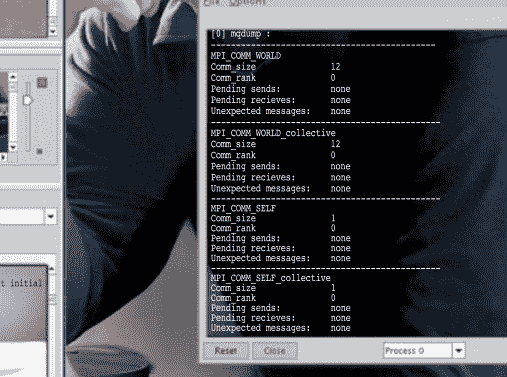 File Options
[0] mqdump :
--------------------------------------------
MPI_COMM_WORLD
Comm_size 12
Comm_rank 0
Pending sends: none
Pending recieves: none
Unexpected messages: none
---------------------------------------------
MPI_COMM_WORLD_collective
Comm_size 12
Comm_rank 0
Pending sends: none
Pending recieves: none
Unexpected messages: none
---------------------------------------------
MPI_COMM_SELF
Comm_size 1
Comm_rank 0
Pending sends: none
Pending recieves: none
Unexpected messages: none
---------------------------------------------
MPI_COMM_SELF_collective
Comm_size 1
Comm_rank 0
Pending sends: none
Pending recieves: none
Unexpected messages: none
t initial
Reset Close Process 0